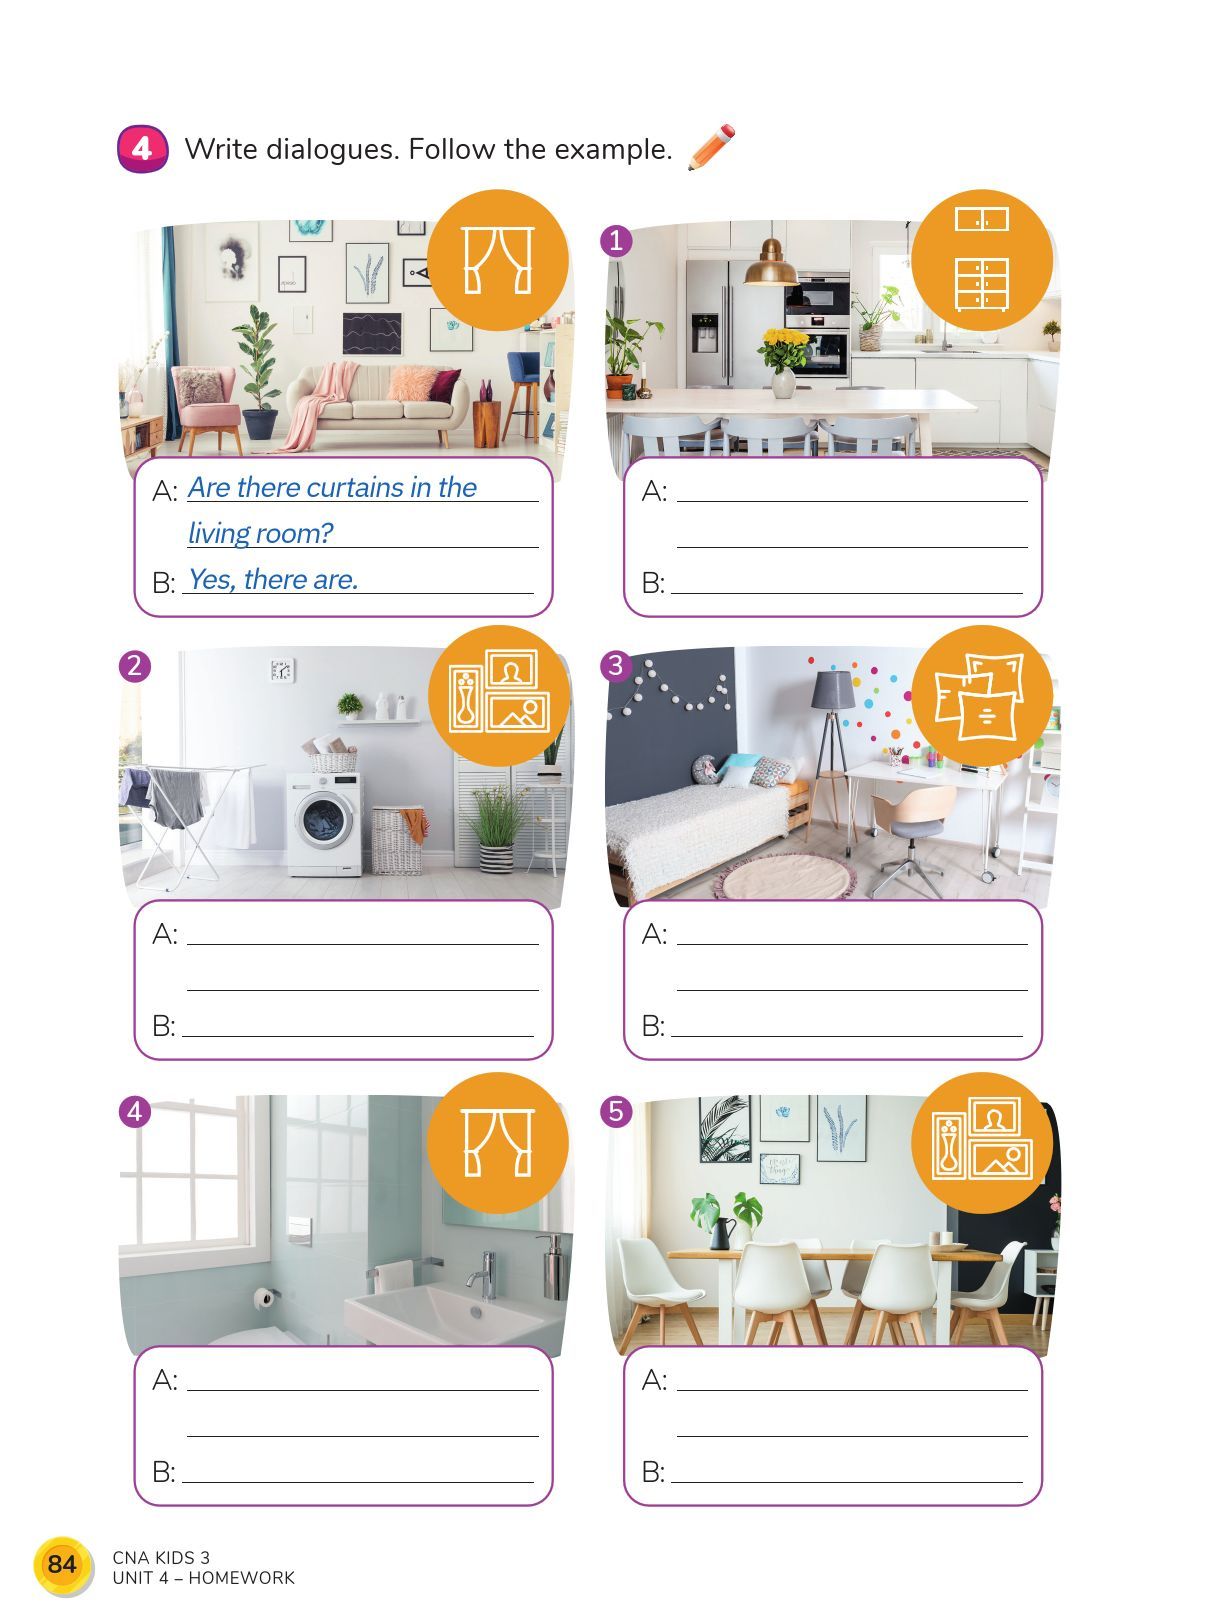 4 Write dialogues. Follow the example.
A: Are there curtains in the
living room?
B: Yes, there are.
1
A:
B:
2
A:
B:
3
A:
B:
4
A:
B:
5
A:
B:
84
CNA KIDS 3
UNIT 4 – HOMEWORK